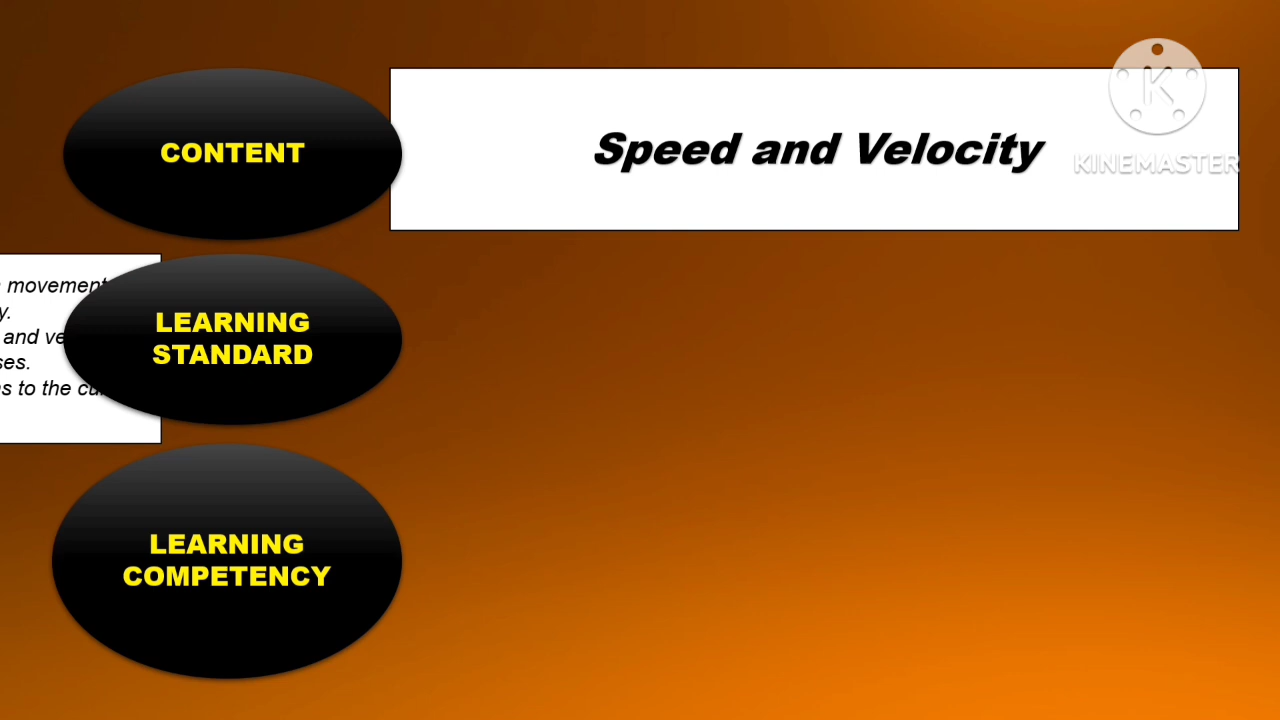 CONTENT
Speed and Velocity
K
KINEMASTER
movement
y.
and ve
ses.
s to the cu
LEARNING
STANDARD
LEARNING
COMPETENCY